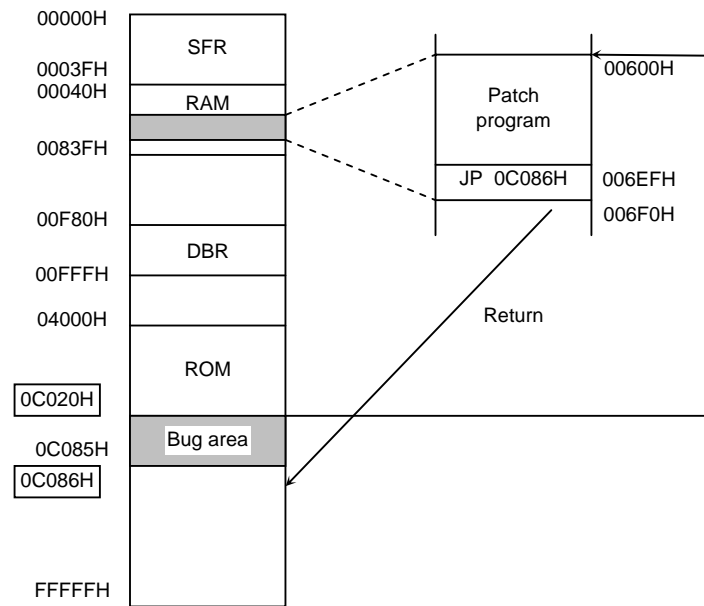 00000H
SFR
0003FH
00040H
RAM
0083FH
00F80H
DBR
00FFFH
04000H
ROM
0C020H
Bug area
0C085H
0C086H
FFFFFH
00600H
Patch
program
JP 0C086H
006EFH
006F0H
Return